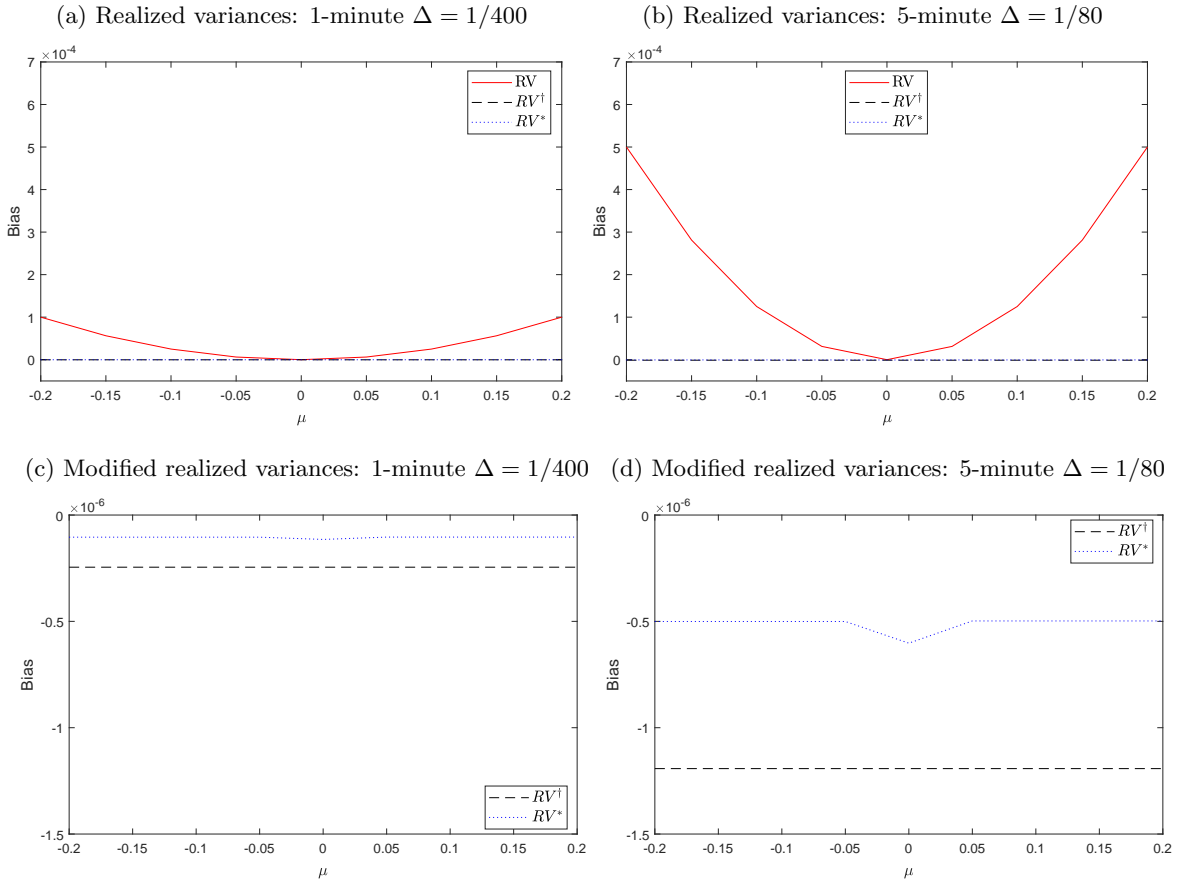 (a) Realized variances: 1-minute Δ = 1/400
×10⁻⁴
7
6
5
4
3
2
1
0
Bias
-0.2 -0.15 -0.1 -0.05 0 0.05 0.1 0.15 0.2
μ
RV
RV†
RV*
(b) Realized variances: 5-minute Δ = 1/80
×10⁻⁴
7
6
5
4
3
2
1
0
Bias
-0.2 -0.15 -0.1 -0.05 0 0.05 0.1 0.15 0.2
μ
RV
RV†
RV*
(c) Modified realized variances: 1-minute Δ = 1/400
×10⁻⁶
0
-0.5
-1
-1.5
Bias
-0.2 -0.15 -0.1 -0.05 0 0.05 0.1 0.15 0.2
μ
RV†
RV*
(d) Modified realized variances: 5-minute Δ = 1/80
×10⁻⁶
0
-0.5
-1
-1.5
Bias
-0.2 -0.15 -0.1 -0.05 0 0.05 0.1 0.15 0.2
μ
RV†
RV*